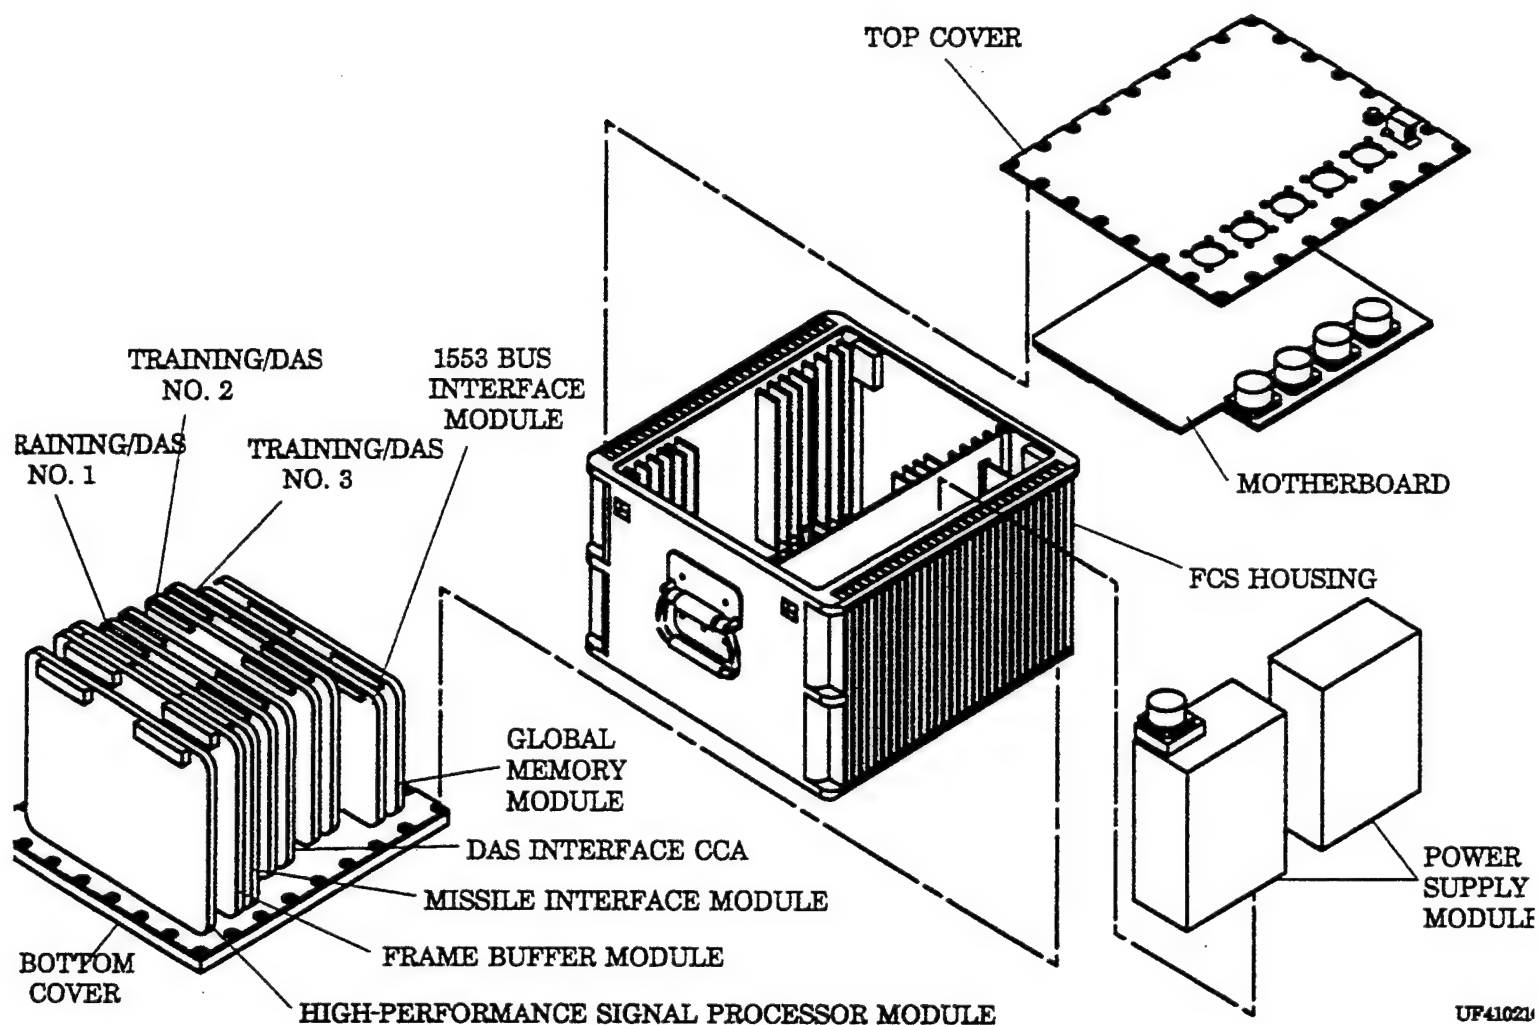 TOP COVER
TRAINING/DAS
NO. 2
1553 BUS
INTERFACE
MODULE
RAINING/DAS
NO. 1
TRAINING/DAS
NO. 3
MOTHERBOARD
FCS HOUSING
GLOBAL
MEMORY
MODULE
DAS INTERFACE CCA
MISSILE INTERFACE MODULE
FRAME BUFFER MODULE
HIGH-PERFORMANCE SIGNAL PROCESSOR MODULE
BOTTOM
COVER
POWER
SUPPLY
MODULE
UF41021